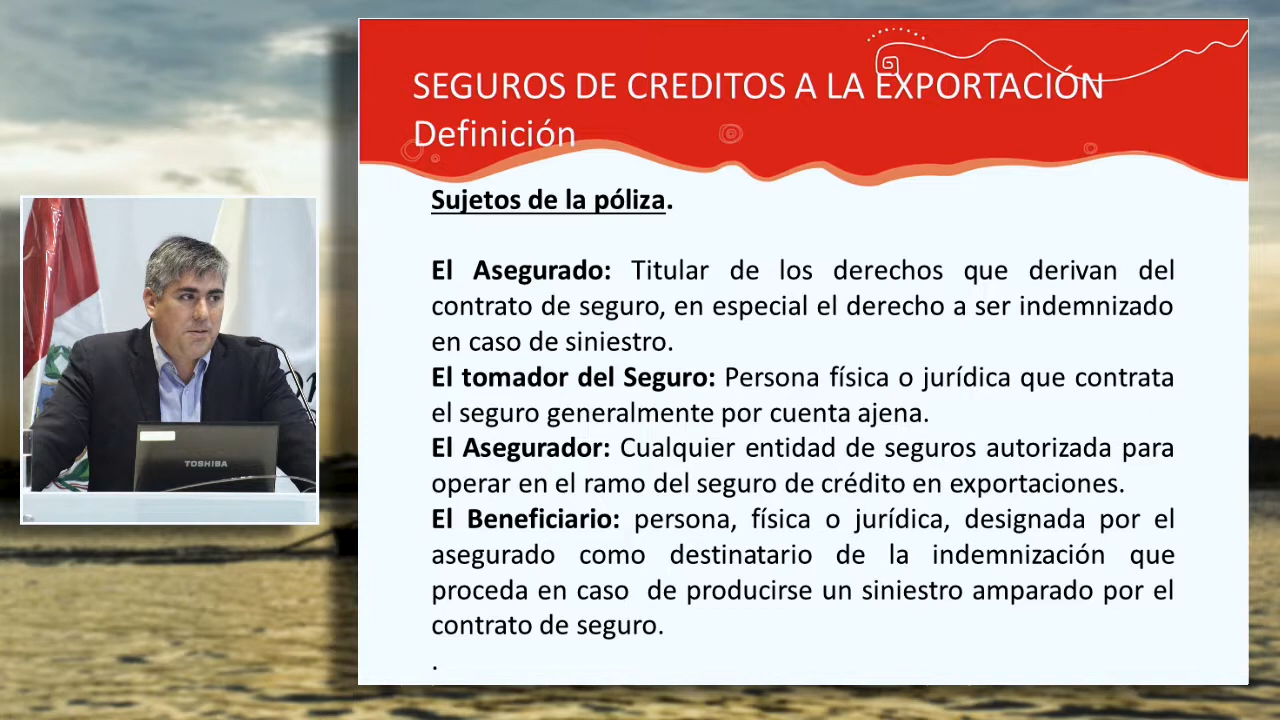 SEGUROS DE CREDITOS A LA EXPORTACIÓN
Definición
Sujetos de la póliza.
El Asegurado: Titular de los derechos que derivan del
contrato de seguro, en especial el derecho a ser indemnizado
en caso de siniestro.
El tomador del Seguro: Persona física o jurídica que contrata
el seguro generalmente por cuenta ajena.
El Asegurador: Cualquier entidad de seguros autorizada para
operar en el ramo del seguro de crédito en exportaciones.
El Beneficiario: persona, física o jurídica, designada por el
asegurado como destinatario de la indemnización que
proceda en caso de producirse un siniestro amparado por el
contrato de seguro.
.
TOSHIBA